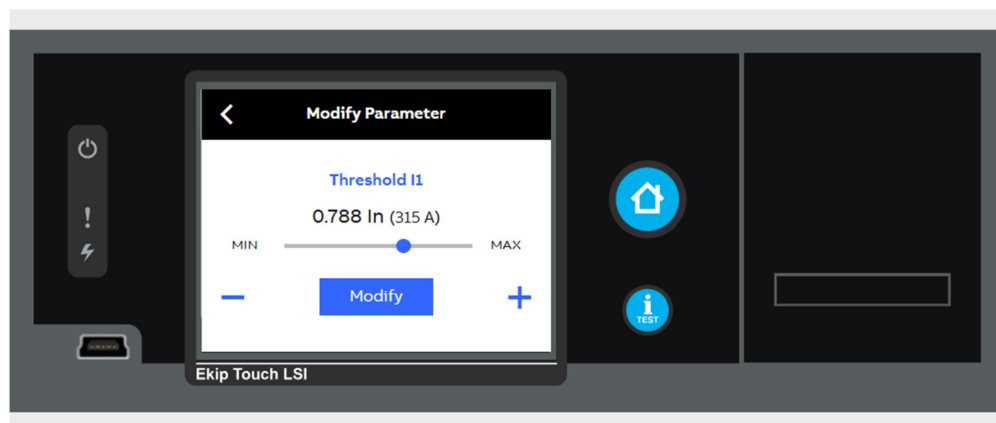 Modify Parameter
Threshold I1
0.788 In (315 A)
MIN MAX
− Modify +
i
TEST
Ekip Touch LSI